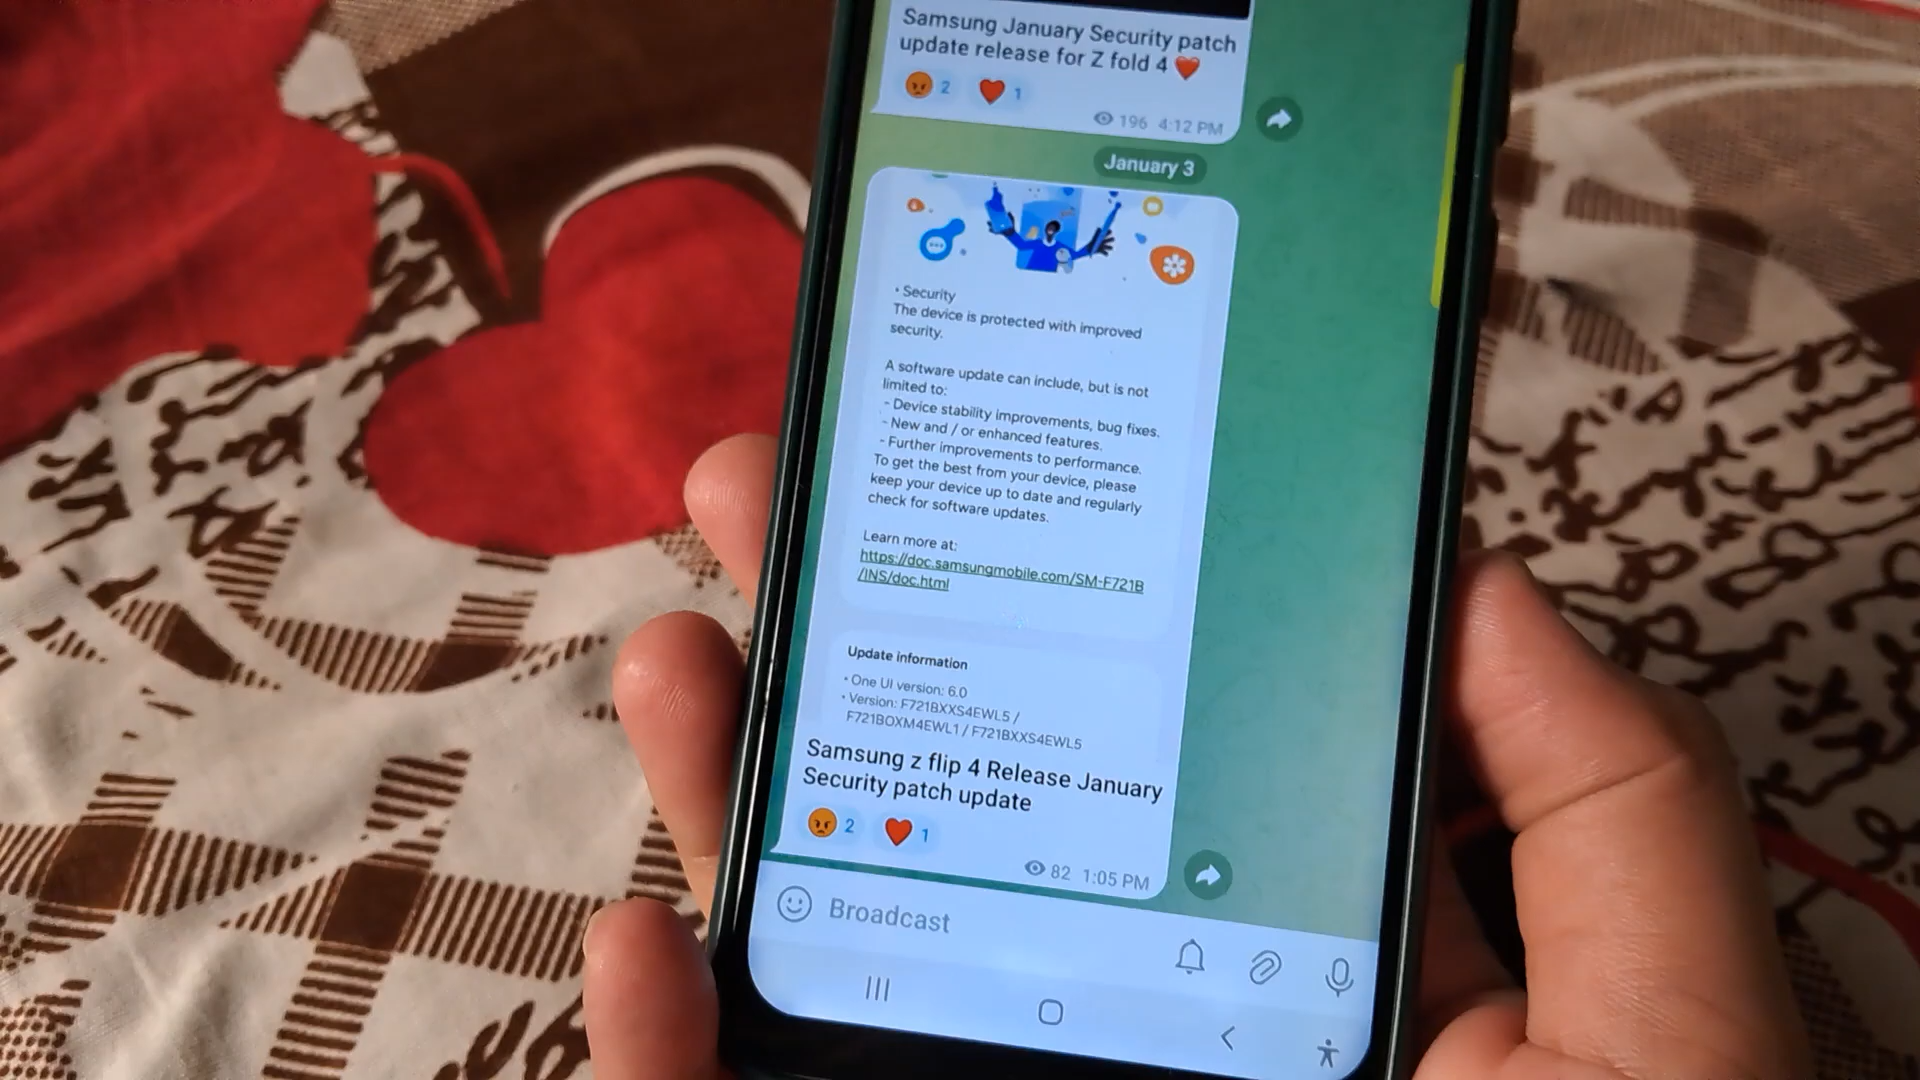 Samsung January Security patch
update release for Z fold 4 ❤️
😡 2 ❤️ 1
196 4:12 PM
January 3
• Security
The device is protected with improved
security.
A software update can include, but is not
limited to:
- Device stability improvements, bug fixes.
- New and / or enhanced features.
- Further improvements to performance.
To get the best from your device, please
keep your device up to date and regularly
check for software updates.
Learn more at:
https://doc.samsungmobile.com/SM-F721B
/INS/doc.html
Update information
• One UI version: 6.0
• Version: F721BXXS4EWL5 /
F721BOXM4EWL1 / F721BXXS4EWL5
Samsung z flip 4 Release January
Security patch update
😡 2 ❤️ 1
82 1:05 PM
Broadcast